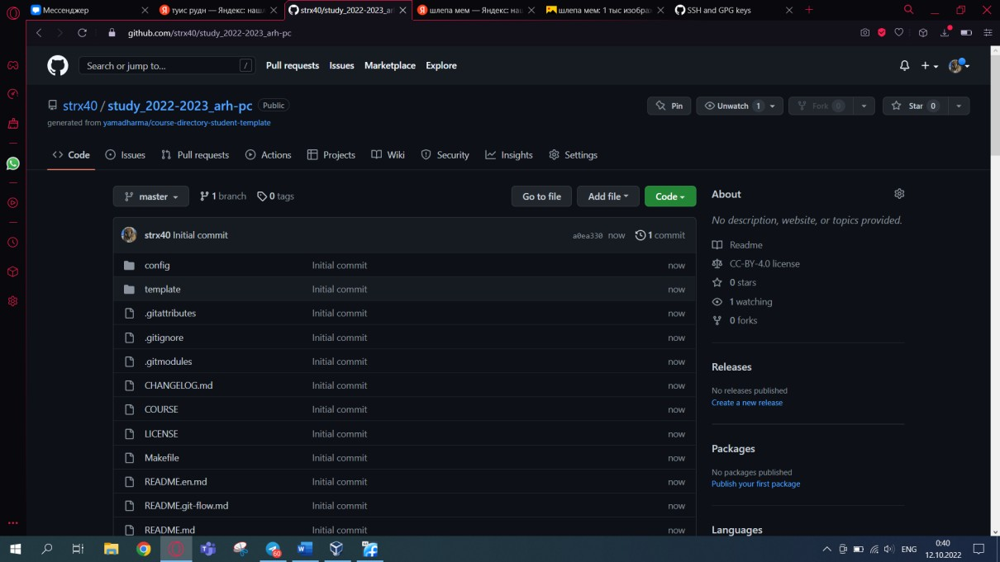 Мессенджер
туис рудн — Яндекс: наш
strx40/study_2022-2023_a
шлепа мем — Яндекс: на
шлепа мем: 1 тыс изобра
SSH and GPG keys
github.com/strx40/study_2022-2023_arh-pc
Search or jump to... /
Pull requests Issues Marketplace Explore
strx40 / study_2022-2023_arh-pc Public
Pin Unwatch 1 Fork 0 Star 0
generated from yamadharma/course-directory-student-template
Code Issues Pull requests Actions Projects Wiki Security Insights Settings
master 1 branch 0 tags Go to file Add file Code
strx40 Initial commit a0ea330 now 1 commit
config Initial commit now
template Initial commit now
.gitattributes Initial commit now
.gitignore Initial commit now
.gitmodules Initial commit now
CHANGELOG.md Initial commit now
COURSE Initial commit now
LICENSE Initial commit now
Makefile Initial commit now
README.en.md Initial commit now
README.git-flow.md Initial commit now
README.md Initial commit now
About
No description, website, or topics provided.
Readme
CC-BY-4.0 license
0 stars
1 watching
0 forks
Releases
No releases published
Create a new release
Packages
No packages published
Publish your first package
Languages
60
ENG
0:40
12.10.2022